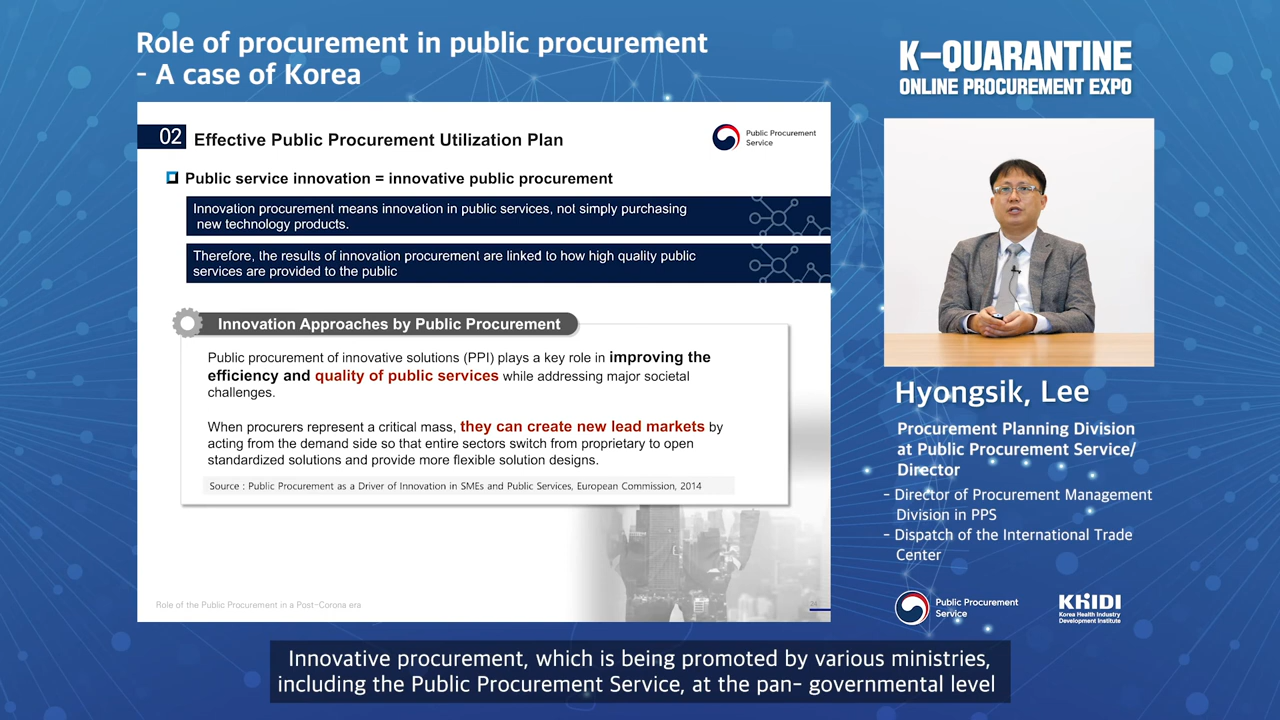 Role of procurement in public procurement
- A case of Korea
K-QUARANTINE
ONLINE PROCUREMENT EXPO
02 Effective Public Procurement Utilization Plan
Public Procurement
Service
Public service innovation = innovative public procurement
Innovation procurement means innovation in public services, not simply purchasing
new technology products.
Therefore, the results of innovation procurement are linked to how high quality public
services are provided to the public
Innovation Approaches by Public Procurement
Public procurement of innovative solutions (PPI) plays a key role in improving the
efficiency and quality of public services while addressing major societal
challenges.
When procurers represent a critical mass, they can create new lead markets by
acting from the demand side so that entire sectors switch from proprietary to open
standardized solutions and provide more flexible solution designs.
Source : Public Procurement as a Driver of Innovation in SMEs and Public Services, European Commission, 2014
Role of the Public Procurement in a Post-Corona era
Hyongsik, Lee
Procurement Planning Division
at Public Procurement Service/
Director
- Director of Procurement Management
Division in PPS
- Dispatch of the International Trade
Center
Public Procurement
Service
KHIDI
Korea Health Industry
Development Institute
Innovative procurement, which is being promoted by various ministries,
including the Public Procurement Service, at the pan- governmental level